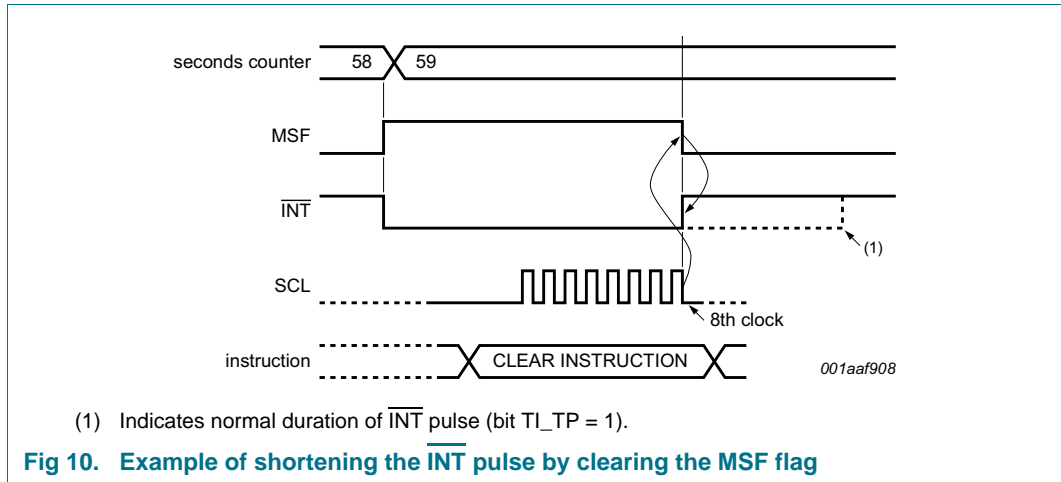 seconds counter 58 59
MSF
INT
(1)
SCL
8th clock
instruction CLEAR INSTRUCTION
001aaf908
(1) Indicates normal duration of INT pulse (bit TI_TP = 1).
Fig 10. Example of shortening the INT pulse by clearing the MSF flag